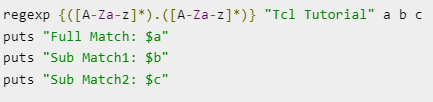 regexp {([A-Za-z]*).([A-Za-z]*)} "Tcl Tutorial" a b c
puts "Full Match: $a"
puts "Sub Match1: $b"
puts "Sub Match2: $c"